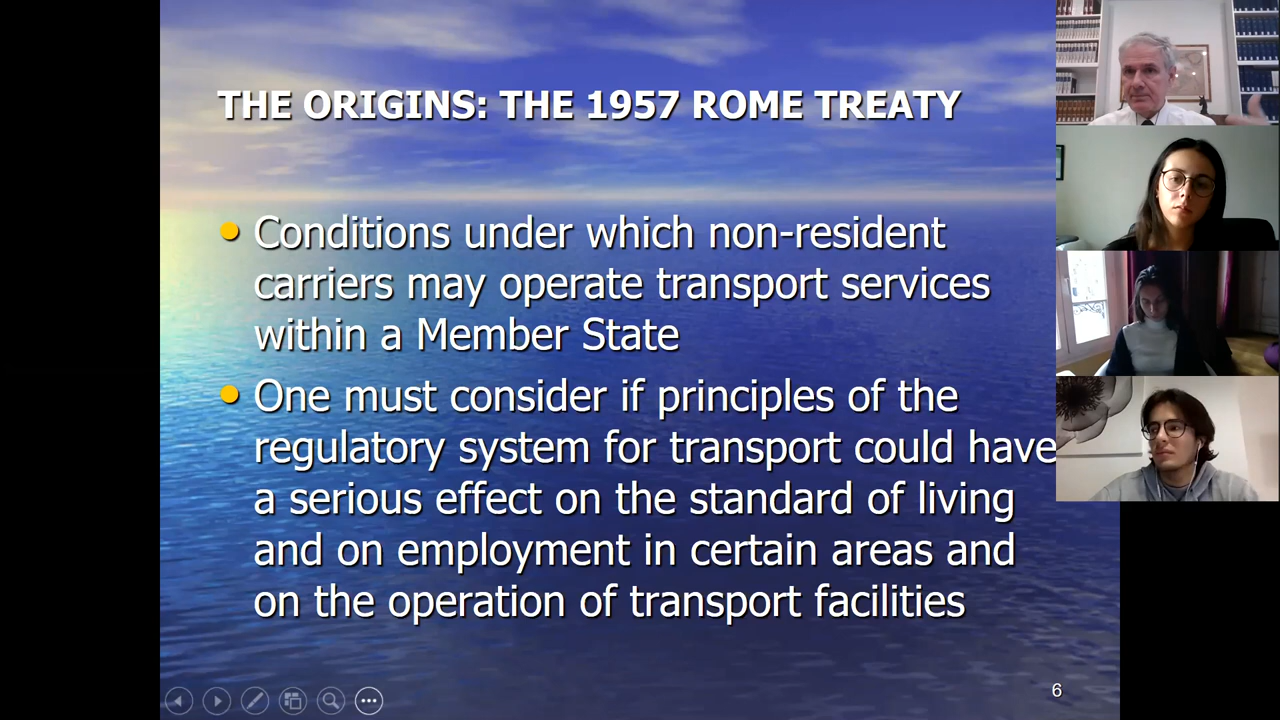 THE ORIGINS: THE 1957 ROME TREATY
Conditions under which non-resident
carriers may operate transport services
within a Member State
One must consider if principles of the
regulatory system for transport could have
a serious effect on the standard of living
and on employment in certain areas and
on the operation of transport facilities
6